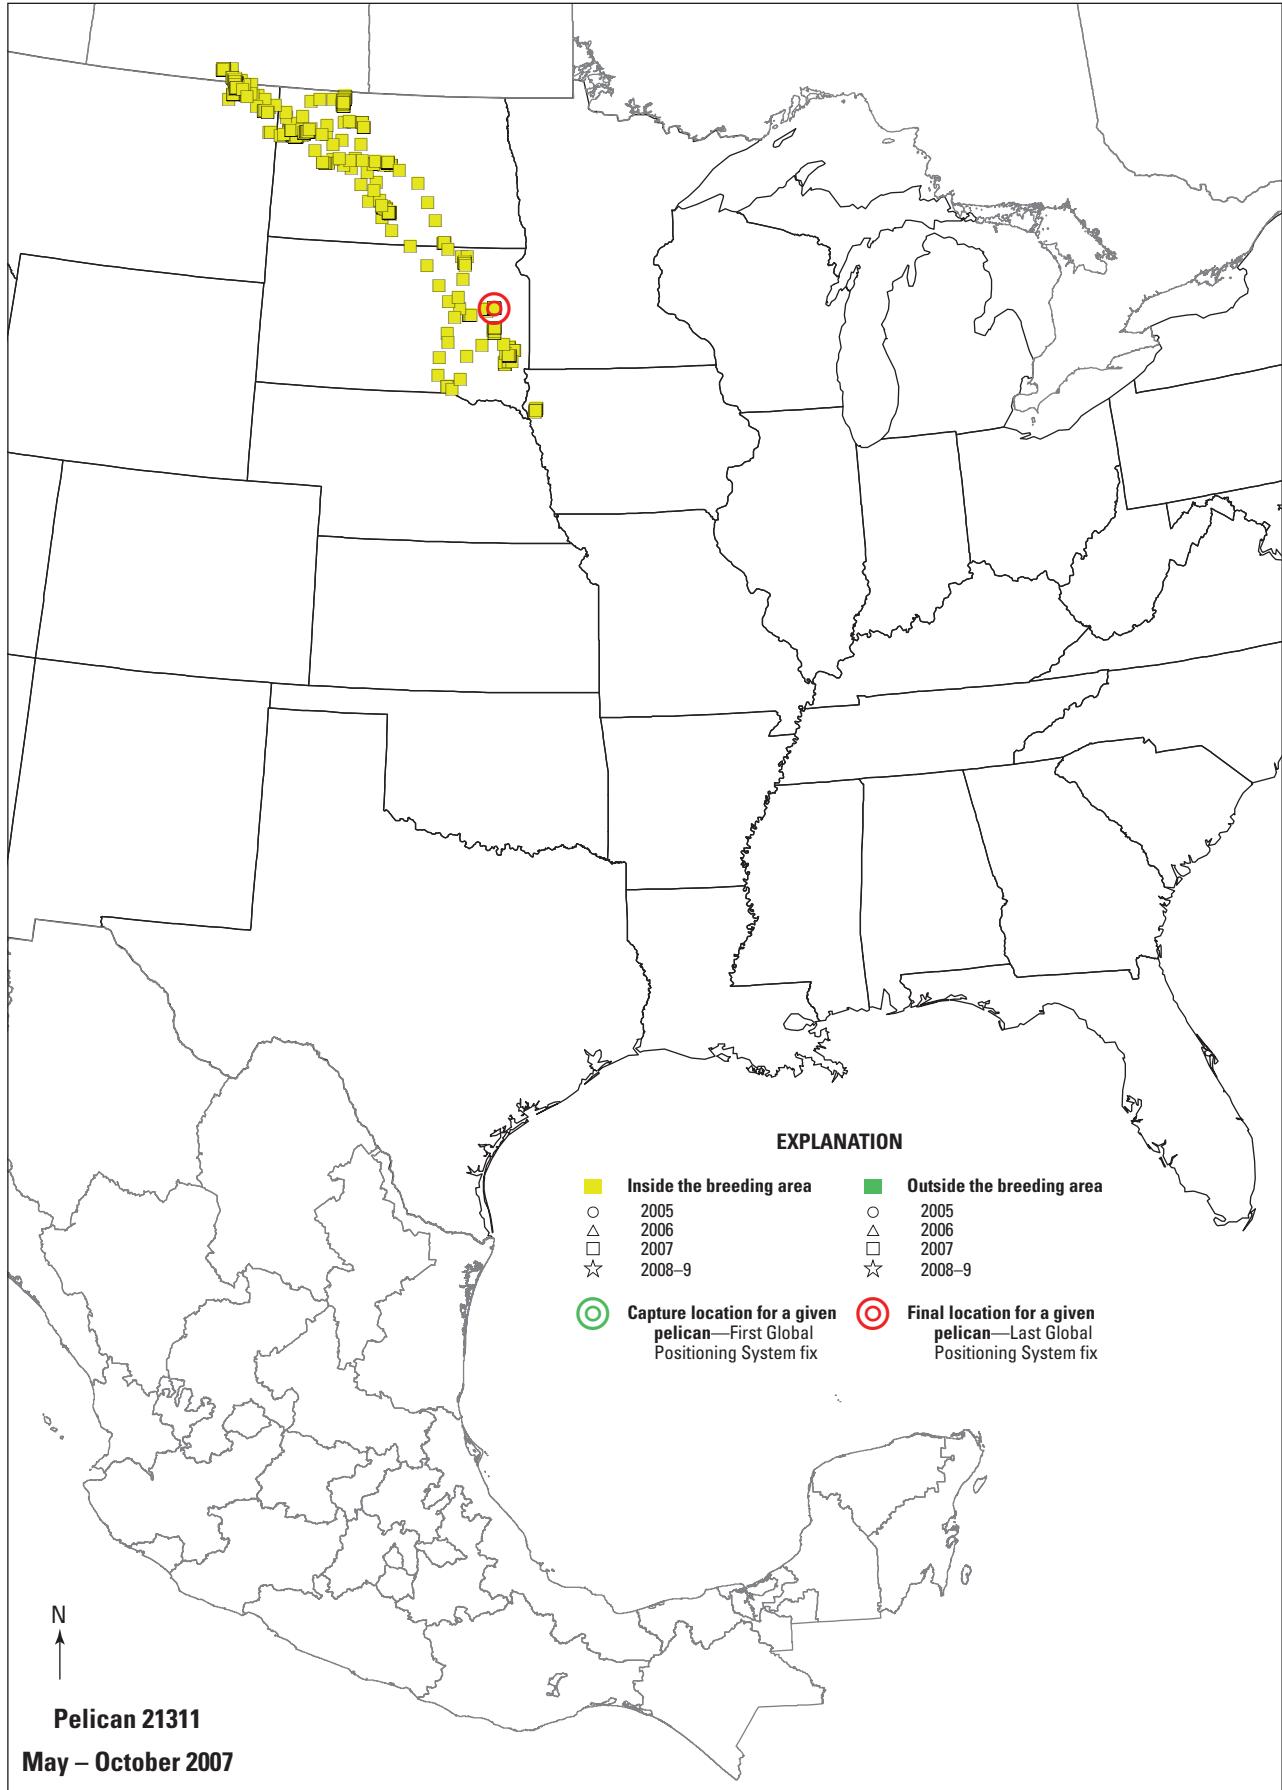 EXPLANATION
Inside the breeding area
2005
2006
2007
2008–9
Capture location for a given
pelican—First Global
Positioning System fix
Outside the breeding area
2005
2006
2007
2008–9
Final location for a given
pelican—Last Global
Positioning System fix
N
Pelican 21311
May – October 2007